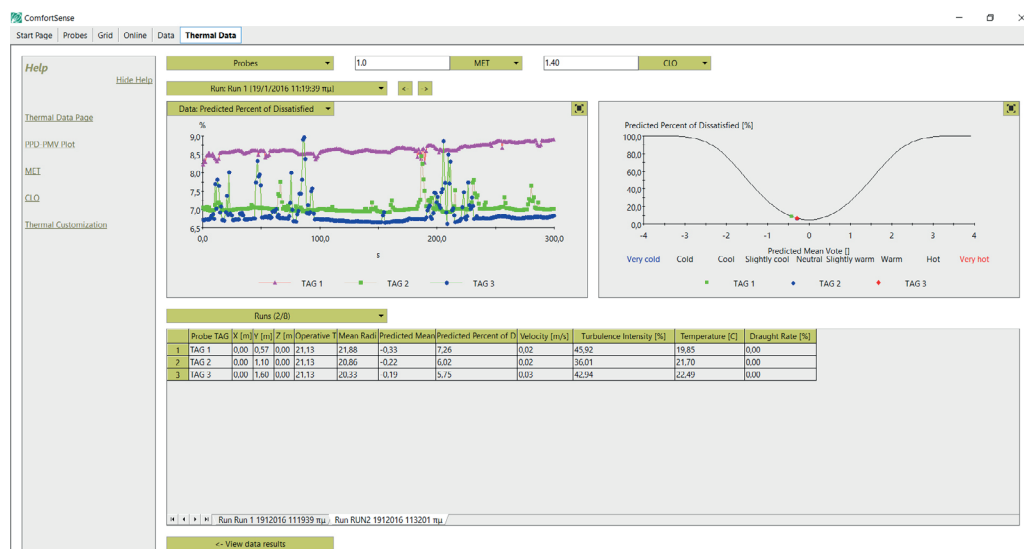 ComfortSense
Start Page Probes Grid Online Data Thermal Data
Help
Hide Help
Thermal Data Page
PPD-PMV Plot
MET
CLO
Thermal Customization
Probes 1.0 MET 1.40 CLO
Run: Run 1 [19/1/2016 11:19:39 πμ] < >
Data: Predicted Percent of Dissatisfied
%
9,0
8,5
8,0
7,5
7,0
6,5
0,0 100,0 200,0 300,0
s
TAG 1 TAG 2 TAG 3
Predicted Percent of Dissatisfied [%]
100,0
80,0
60,0
40,0
20,0
0,0
-4 -3 -2 -1 0 1 2 3 4
Predicted Mean Vote []
Very cold Cold Cool Slightly cool Neutral Slightly warm Warm Hot Very hot
TAG 1 TAG 2 TAG 3
Runs (2/8)
Probe TAG X [m] Y [m] Z [m Operative T Mean Radi Predicted Mean Predicted Percent of D Velocity [m/s] Turbulence Intensity [%] Temperature [C] Draught Rate [%]
1 TAG 1 0,00 0,57 0,00 21,13 21,88 -0,33 7,26 0,02 45,92 19,85 0,00
2 TAG 2 0,00 1,10 0,00 21,13 20,86 -0,22 6,02 0,02 36,01 21,70 0,00
3 TAG 3 0,00 1,60 0,00 21,13 20,33 -0,19 5,75 0,03 42,94 22,49 0,00
Run Run 1 1912016 111939 πμ Run RUN2 1912016 113201 πμ
<- View data results